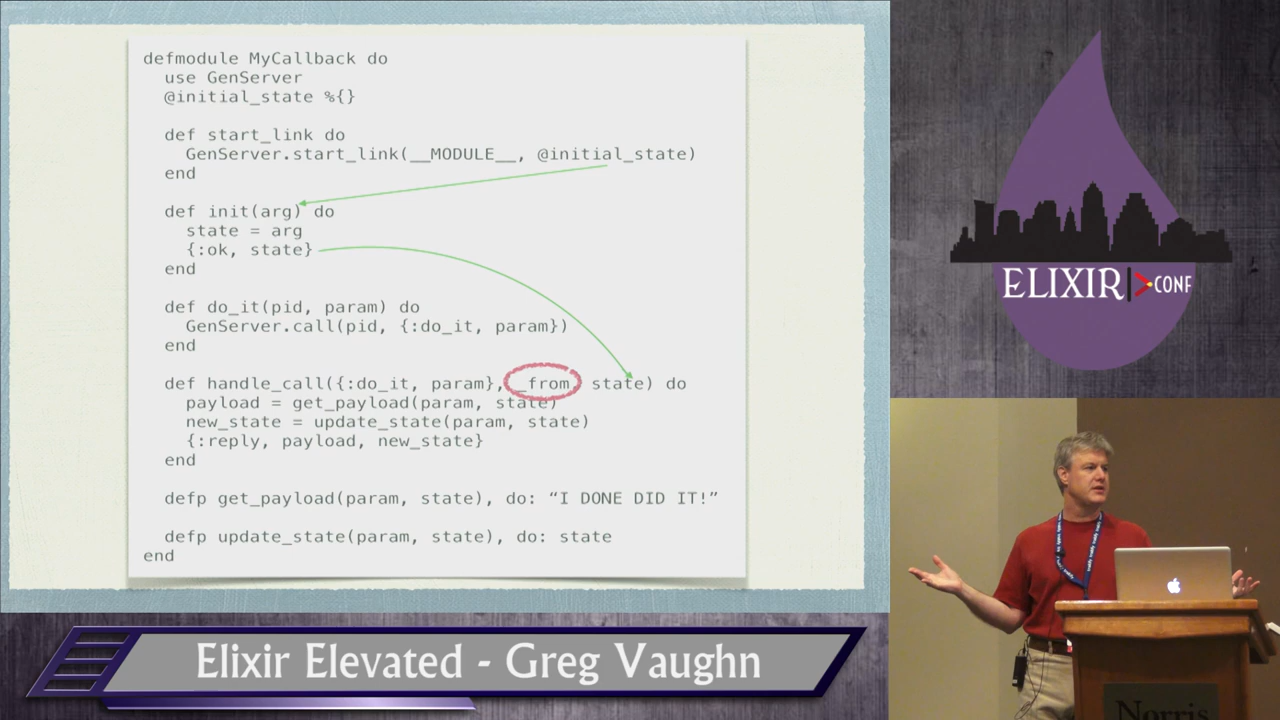 defmodule MyCallback do
use GenServer
@initial_state %{}
def start_link do
GenServer.start_link(__MODULE__, @initial_state)
end
def init(arg) do
state = arg
{:ok, state}
end
def do_it(pid, param) do
GenServer.call(pid, {:do_it, param})
end
def handle_call({:do_it, param}, _from, state) do
payload = get_payload(param, state)
new_state = update_state(param, state)
{:reply, payload, new_state}
end
defp get_payload(param, state), do: “I DONE DID IT!”
defp update_state(param, state), do: state
end
ELIXIR CONF
Norris
Elixir Elevated - Greg Vaughn